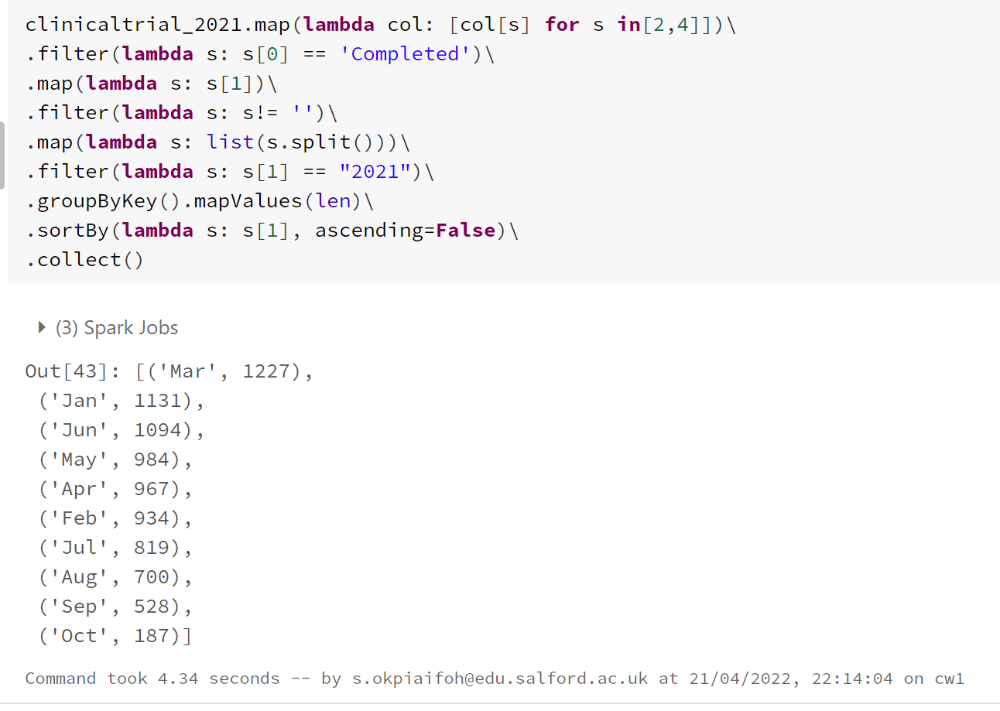 clinicaltrial_2021.map(lambda col: [col[s] for s in[2,4]])\
.filter(lambda s: s[0] == 'Completed')\
.map(lambda s: s[1])\
.filter(lambda s: s!= '')\
.map(lambda s: list(s.split()))\
.filter(lambda s: s[1] == "2021")\
.groupByKey().mapValues(len)\
.sortBy(lambda s: s[1], ascending=False)\
.collect()
(3) Spark Jobs
Out[43]: [('Mar', 1227),
('Jan', 1131),
('Jun', 1094),
('May', 984),
('Apr', 967),
('Feb', 934),
('Jul', 819),
('Aug', 700),
('Sep', 528),
('Oct', 187)]
Command took 4.34 seconds -- by s.okpiaifoh@edu.salford.ac.uk at 21/04/2022, 22:14:04 on cw1